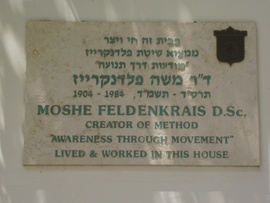 בבית זה חי ויצר
ממציא שיטת פלדנקרייז
"מודעות דרך תנועה"
ד"ר משה פלדנקרייז
1904 - 1984 תרס"ד - תשמ"ד,
MOSHE FELDENKRAIS D.Sc.
CREATOR OF METHOD
"AWARENESS THROUGH MOVEMENT"
LIVED & WORKED IN THIS HOUSE